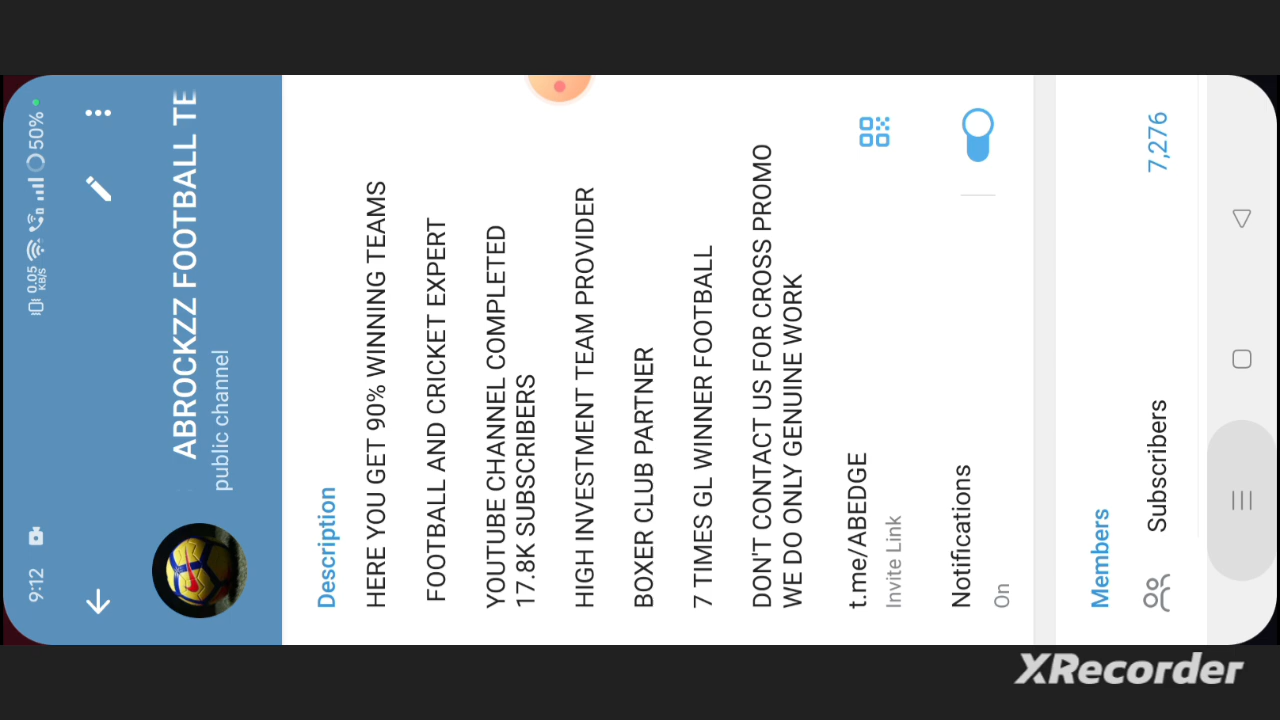 9:12
0.05
KB/S
50%
ABROCKZZ FOOTBALL TE
public channel
Description
HERE YOU GET 90% WINNING TEAMS
FOOTBALL AND CRICKET EXPERT
YOUTUBE CHANNEL COMPLETED
17.8K SUBSCRIBERS
HIGH INVESTMENT TEAM PROVIDER
BOXER CLUB PARTNER
7 TIMES GL WINNER FOOTBALL
DON'T CONTACT US FOR CROSS PROMO
WE DO ONLY GENUINE WORK
t.me/ABEDGE
Invite Link
Notifications
On
Members
Subscribers 7,276
XRecorder